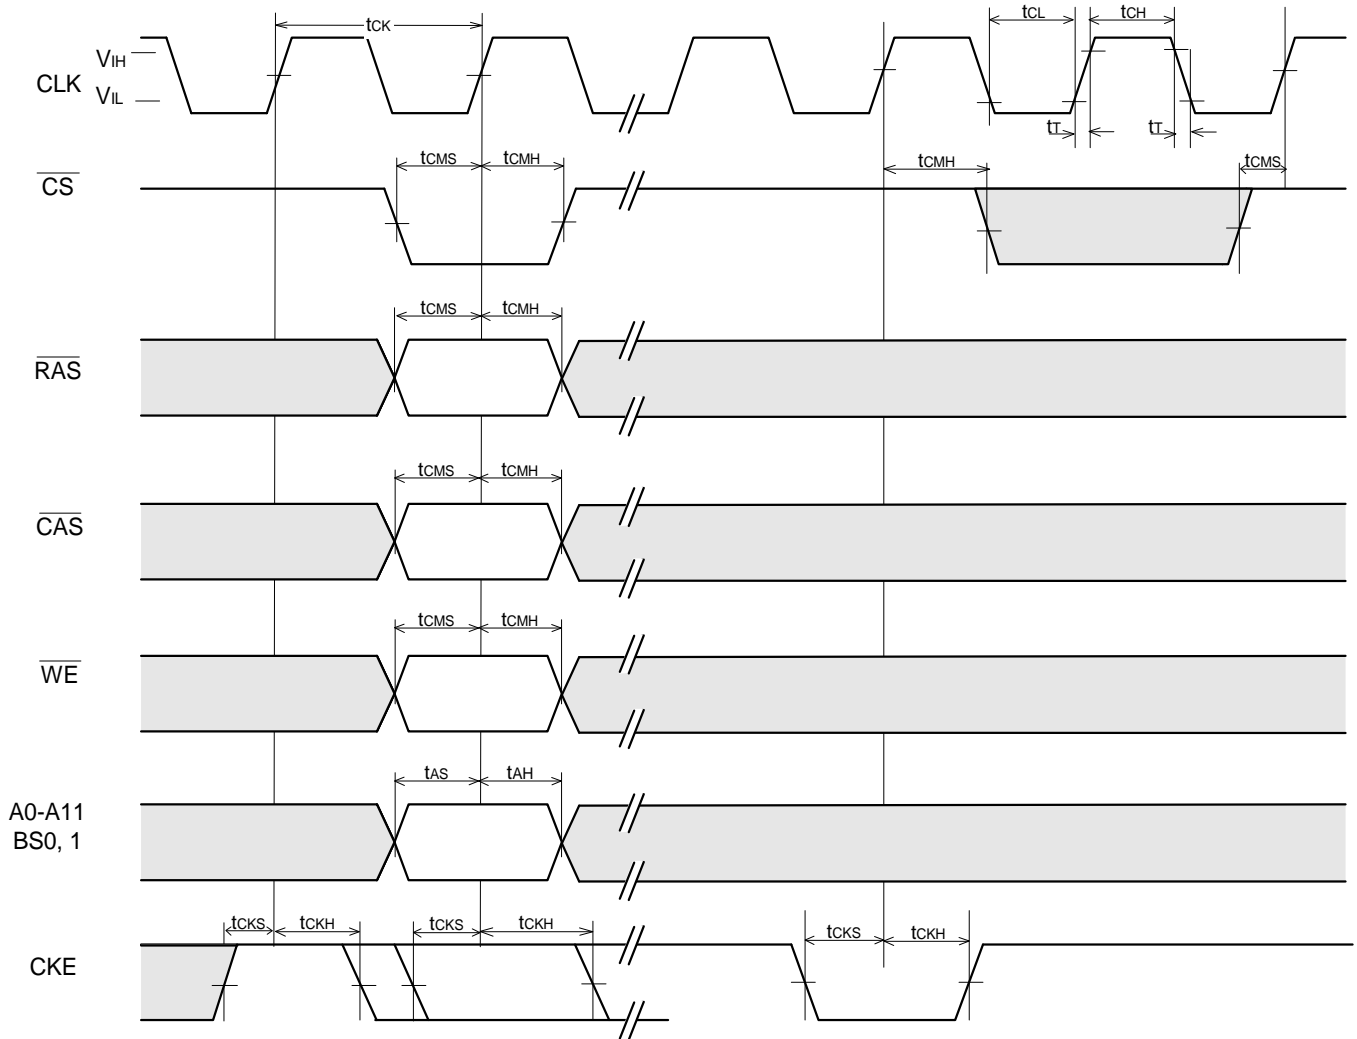 tCK
tCL tCH
VIH
CLK
VIL
tT tT
tCMS tCMH tCMH tCMS
CS
tCMS tCMH
RAS
tCMS tCMH
CAS
tCMS tCMH
WE
tAS tAH
A0-A11
BS0, 1
tCKS tCKH tCKS tCKH tCKS tCKH
CKE